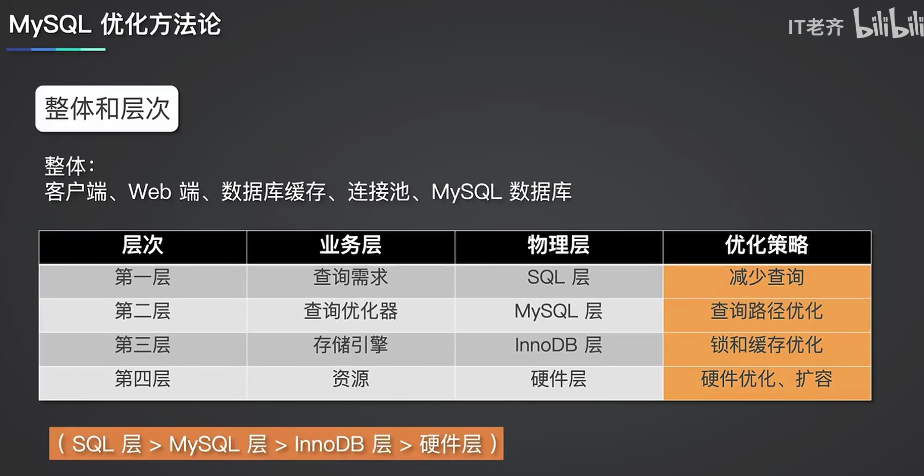 MySQL 优化方法论
IT老齐 bilibili
整体和层次
整体：
客户端、Web 端、数据库缓存、连接池、MySQL 数据库
层次 业务层 物理层 优化策略
第一层 查询需求 SQL 层 减少查询
第二层 查询优化器 MySQL 层 查询路径优化
第三层 存储引擎 InnoDB 层 锁和缓存优化
第四层 资源 硬件层 硬件优化、扩容
（ SQL 层 > MySQL 层 > InnoDB 层 > 硬件层 ）